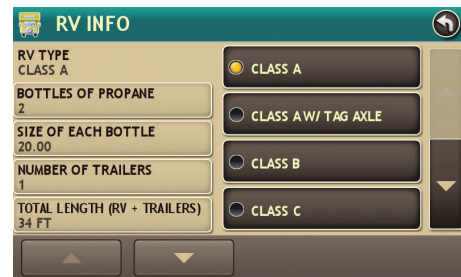 RV INFO
RV TYPE
CLASS A
BOTTLES OF PROPANE
2
SIZE OF EACH BOTTLE
20.00
NUMBER OF TRAILERS
1
TOTAL LENGTH (RV + TRAILERS)
34 FT
CLASS A
CLASS A W/ TAG AXLE
CLASS B
CLASS C